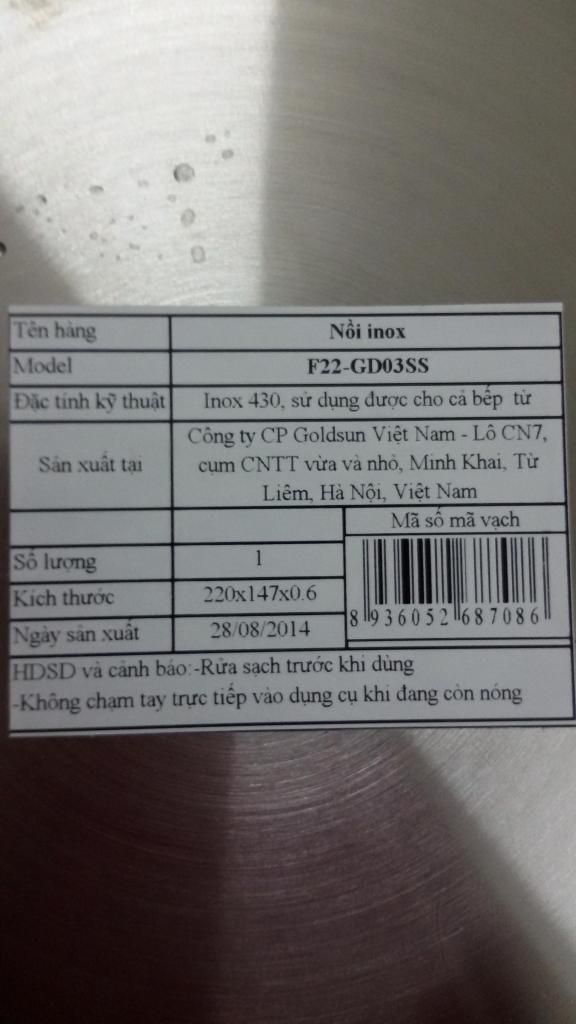 Tên hàng Nồi inox
Model F22-GD03SS
Đặc tính kỹ thuật Inox 430, sử dụng được cho cả bếp từ
Sản xuất tại Công ty CP Goldsun Việt Nam - Lô CN7,
cụm CNTT vừa và nhỏ, Minh Khai, Từ
Liêm, Hà Nội, Việt Nam
Mã số mã vạch
Số lượng 1
Kích thước 220x147x0.6
8 936052 687086
Ngày sản xuất 28/08/2014
HDSD và cảnh báo:-Rửa sạch trước khi dùng
-Không chạm tay trực tiếp vào dụng cụ khi đang còn nóng